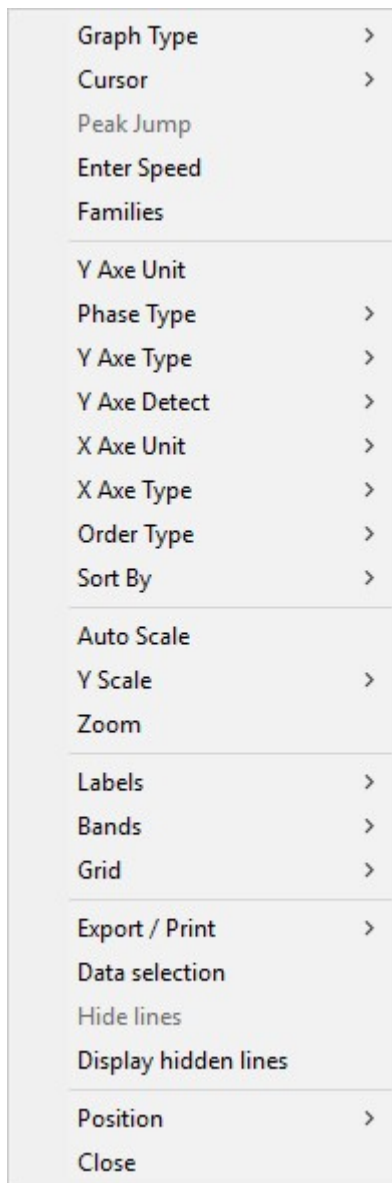 Graph Type
Cursor
Peak Jump
Enter Speed
Families
Y Axe Unit
Phase Type
Y Axe Type
Y Axe Detect
X Axe Unit
X Axe Type
Order Type
Sort By
Auto Scale
Y Scale
Zoom
Labels
Bands
Grid
Export / Print
Data selection
Hide lines
Display hidden lines
Position
Close